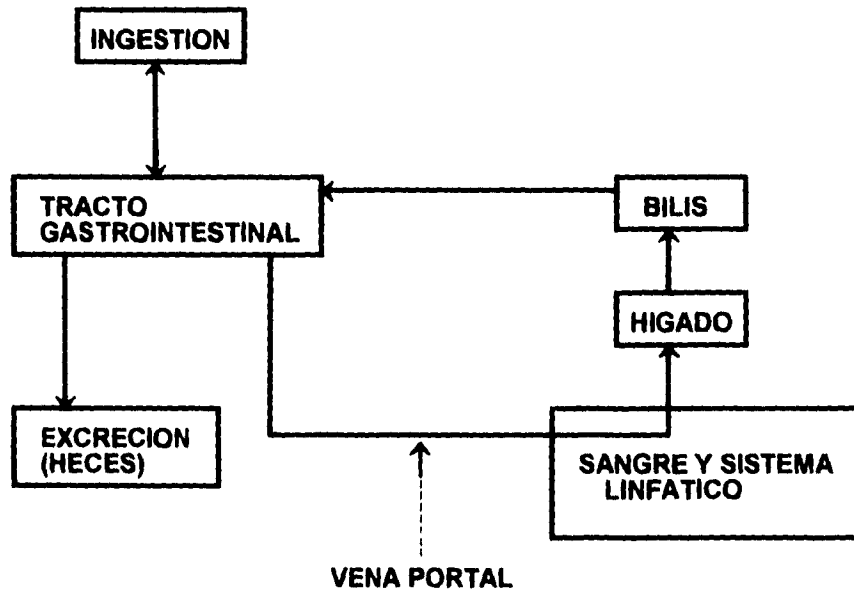 INGESTION
TRACTO
GASTROINTESTINAL
BILIS
HIGADO
EXCRECION
(HECES)
SANGRE Y SISTEMA
LINFATICO
VENA PORTAL